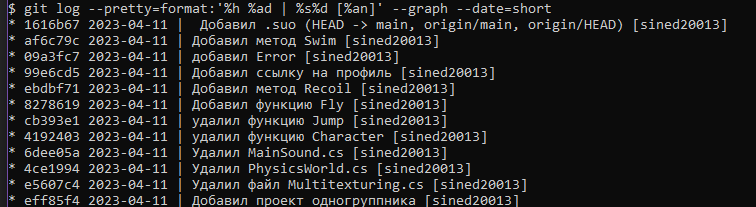 $ git log --pretty=format:'%h %ad | %s%d [%an]' --graph --date=short
* 1616b67 2023-04-11 |  Добавил .suo (HEAD -> main, origin/main, origin/HEAD) [sined20013]
* af6c79c 2023-04-11 | Добавил метод Swim [sined20013]
* 09a3fc7 2023-04-11 | добавил Error [sined20013]
* 99e6cd5 2023-04-11 | Добавил ссылку на профиль [sined20013]
* ebdbf71 2023-04-11 | Добавил метод Recoil [sined20013]
* 8278619 2023-04-11 | Добавил функцию Fly [sined20013]
* cb393e1 2023-04-11 | удалил функцию Jump [sined20013]
* 4192403 2023-04-11 | удалил функцию Character [sined20013]
* 6dee05a 2023-04-11 | Удалил MainSound.cs [sined20013]
* 4ce1994 2023-04-11 | Удалил PhysicsWorld.cs [sined20013]
* e5607c4 2023-04-11 | Удалил файл Multitexturing.cs [sined20013]
* eff85f4 2023-04-11 | Добавил проект одногруппника [sined20013]